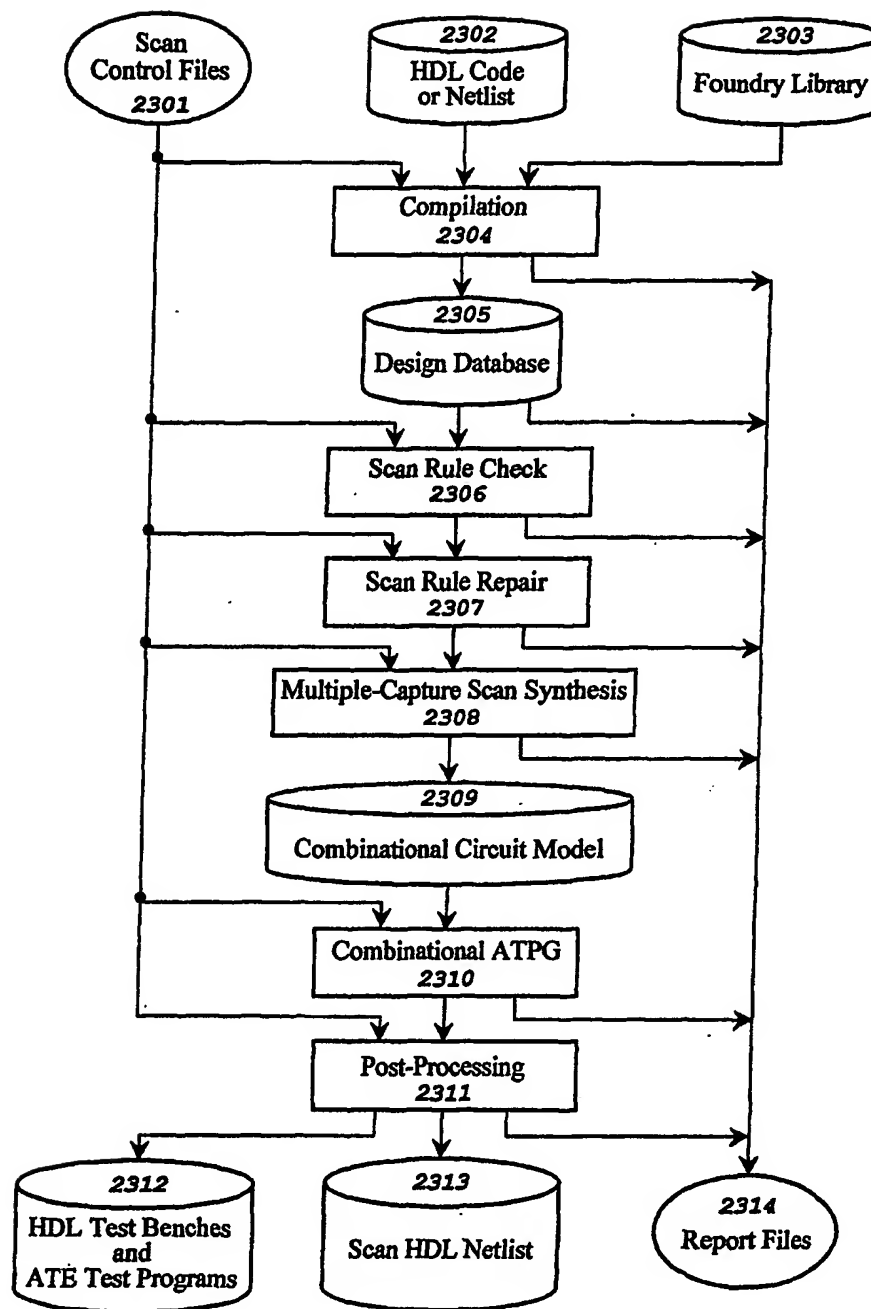 Scan
Control Files
2301
2302
HDL Code
or Netlist
2303
Foundry Library
Compilation
2304
2305
Design Database
Scan Rule Check
2306
Scan Rule Repair
2307
Multiple-Capture Scan Synthesis
2308
2309
Combinational Circuit Model
Combinational ATPG
2310
Post-Processing
2311
2312
HDL Test Benches
and
ATE Test Programs
2313
Scan HDL Netlist
2314
Report Files